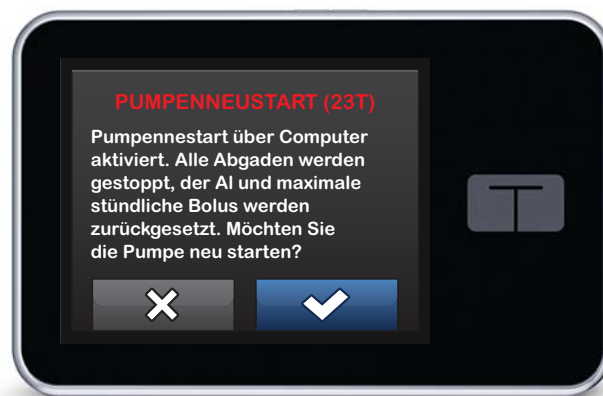 PUMPENNEUSTART (23T)
Pumpennestart über Computer
aktiviert. Alle Abgaden werden
gestoppt, der Al und maximale
stündliche Bolus werden
zurückgesetzt. Möchten Sie
die Pumpe neu starten?